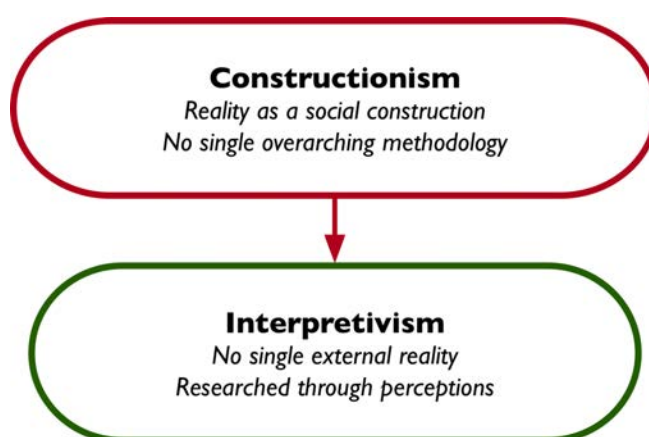 Constructionism
Reality as a social construction
No single overarching methodology
Interpretivism
No single external reality
Researched through perceptions